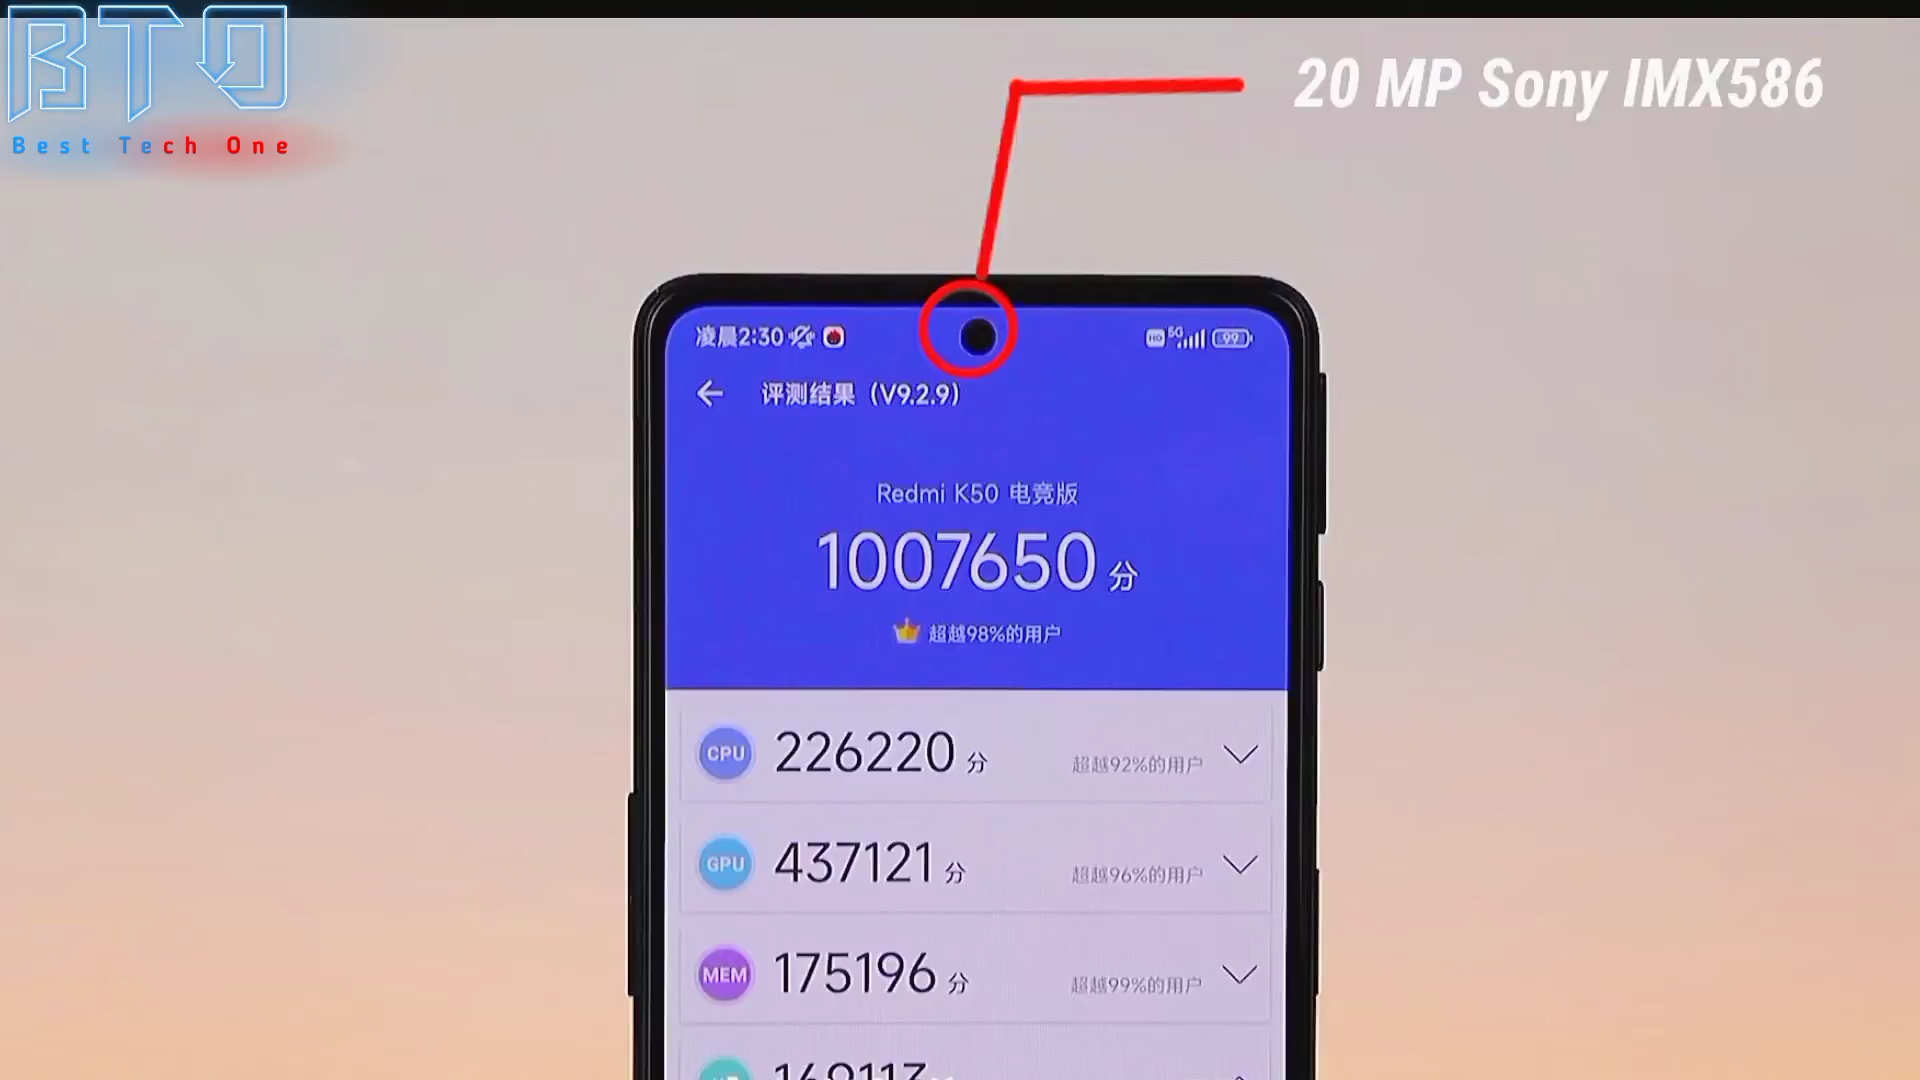 BTO
Best Tech One
20 MP Sony IMX586
凌晨2:30
HD 5G 99
评测结果 (V9.2.9)
Redmi K50 电竞版
1007650 分
超越98%的用户
CPU 226220 分 超越92%的用户
GPU 437121 分 超越96%的用户
MEM 175196 分 超越99%的用户